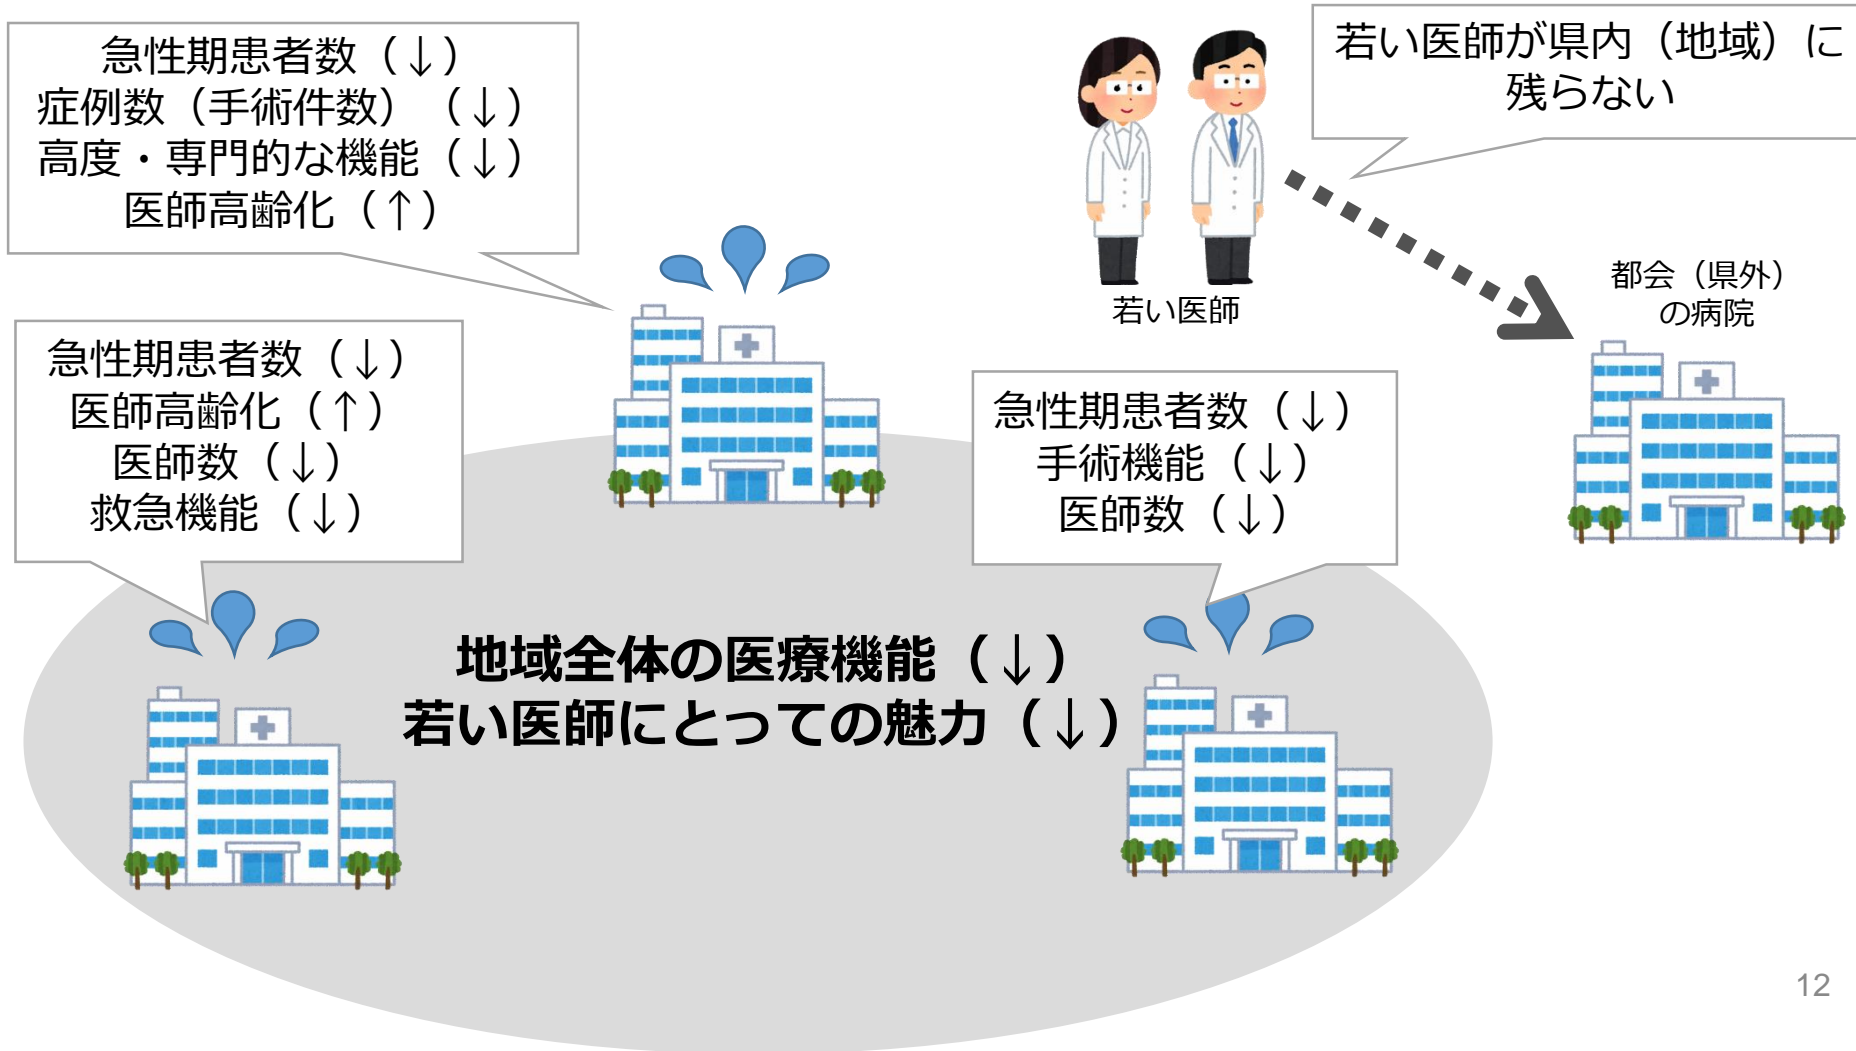 急性期患者数（↓）
症例数（手術件数）（↓）
高度・専門的な機能（↓）
医師高齢化（↑）
若い医師が県内（地域）に
残らない
若い医師
都会（県外）
の病院
急性期患者数（↓）
医師高齢化（↑）
医師数（↓）
救急機能（↓）
急性期患者数（↓）
手術機能（↓）
医師数（↓）
地域全体の医療機能（↓）
若い医師にとっての魅力（↓）
12